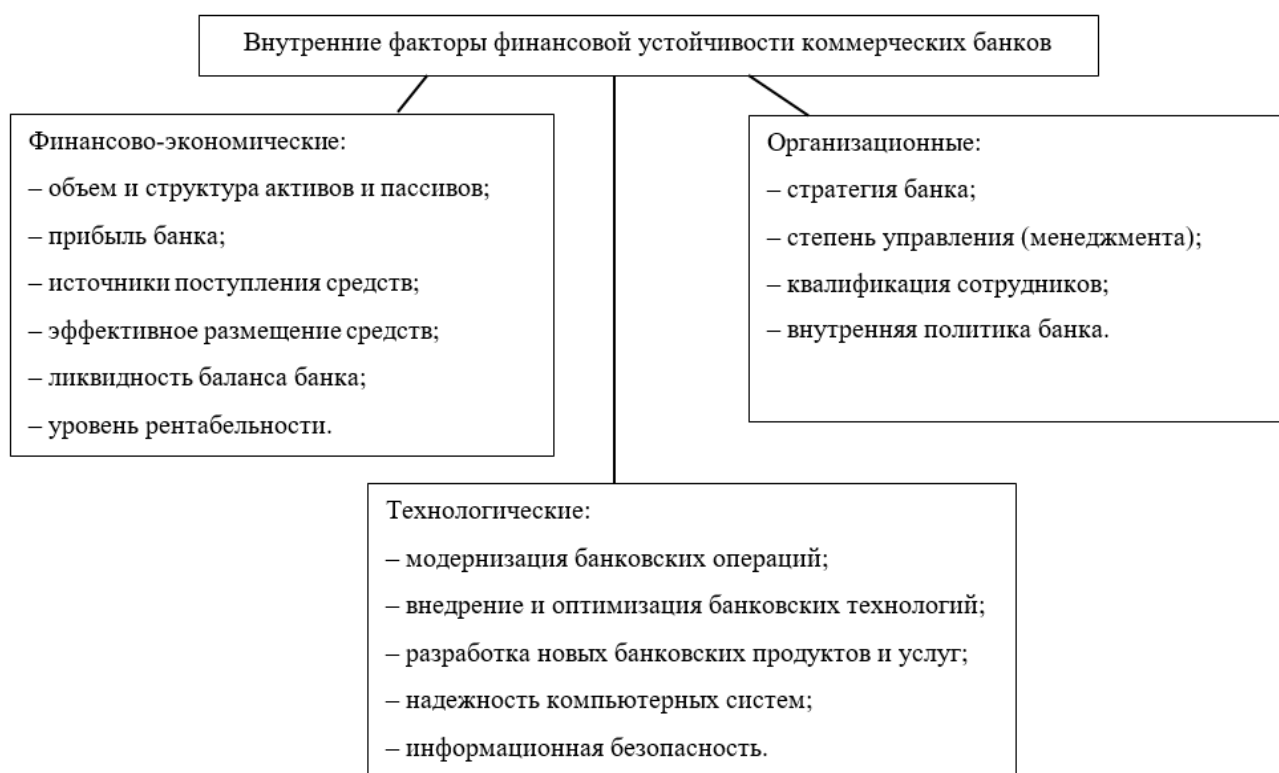 Внутренние факторы финансовой устойчивости коммерческих банков
Финансово-экономические:
– объем и структура активов и пассивов;
– прибыль банка;
– источники поступления средств;
– эффективное размещение средств;
– ликвидность баланса банка;
– уровень рентабельности.
Организационные:
– стратегия банка;
– степень управления (менеджмента);
– квалификация сотрудников;
– внутренняя политика банка.
Технологические:
– модернизация банковских операций;
– внедрение и оптимизация банковских технологий;
– разработка новых банковских продуктов и услуг;
– надежность компьютерных систем;
– информационная безопасность.